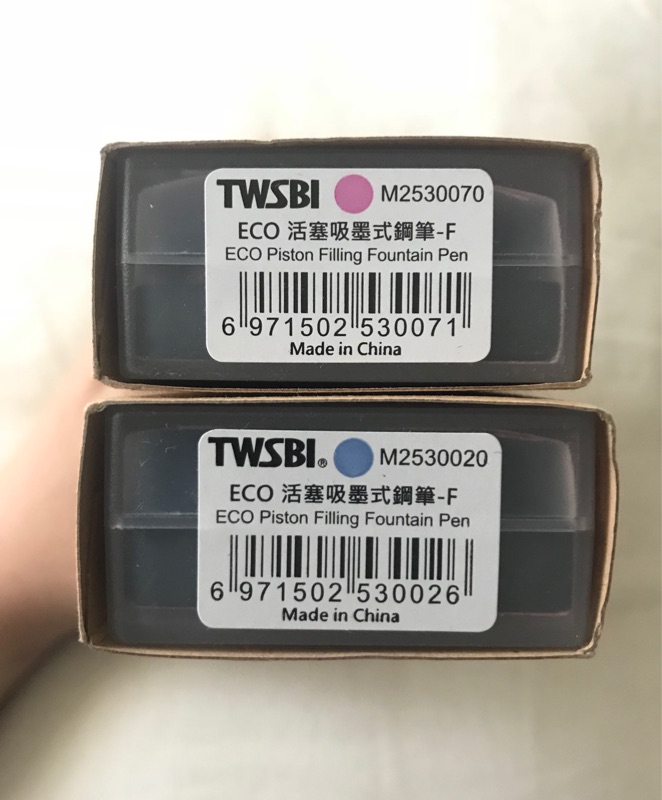 TWSBI M2530070
ECO 活塞吸墨式鋼筆-F
ECO Piston Filling Fountain Pen
6 971502 530071
Made in China
TWSBI® M2530020
ECO 活塞吸墨式鋼筆-F
ECO Piston Filling Fountain Pen
6 971502 530026
Made in China